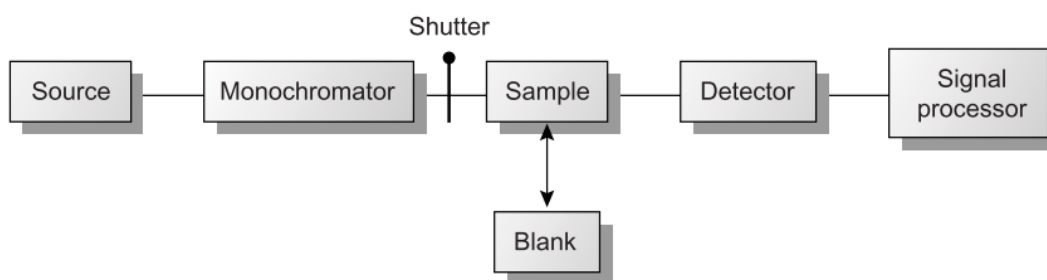 Shutter
Source
Monochromator
Sample
Detector
Signal
processor
Blank